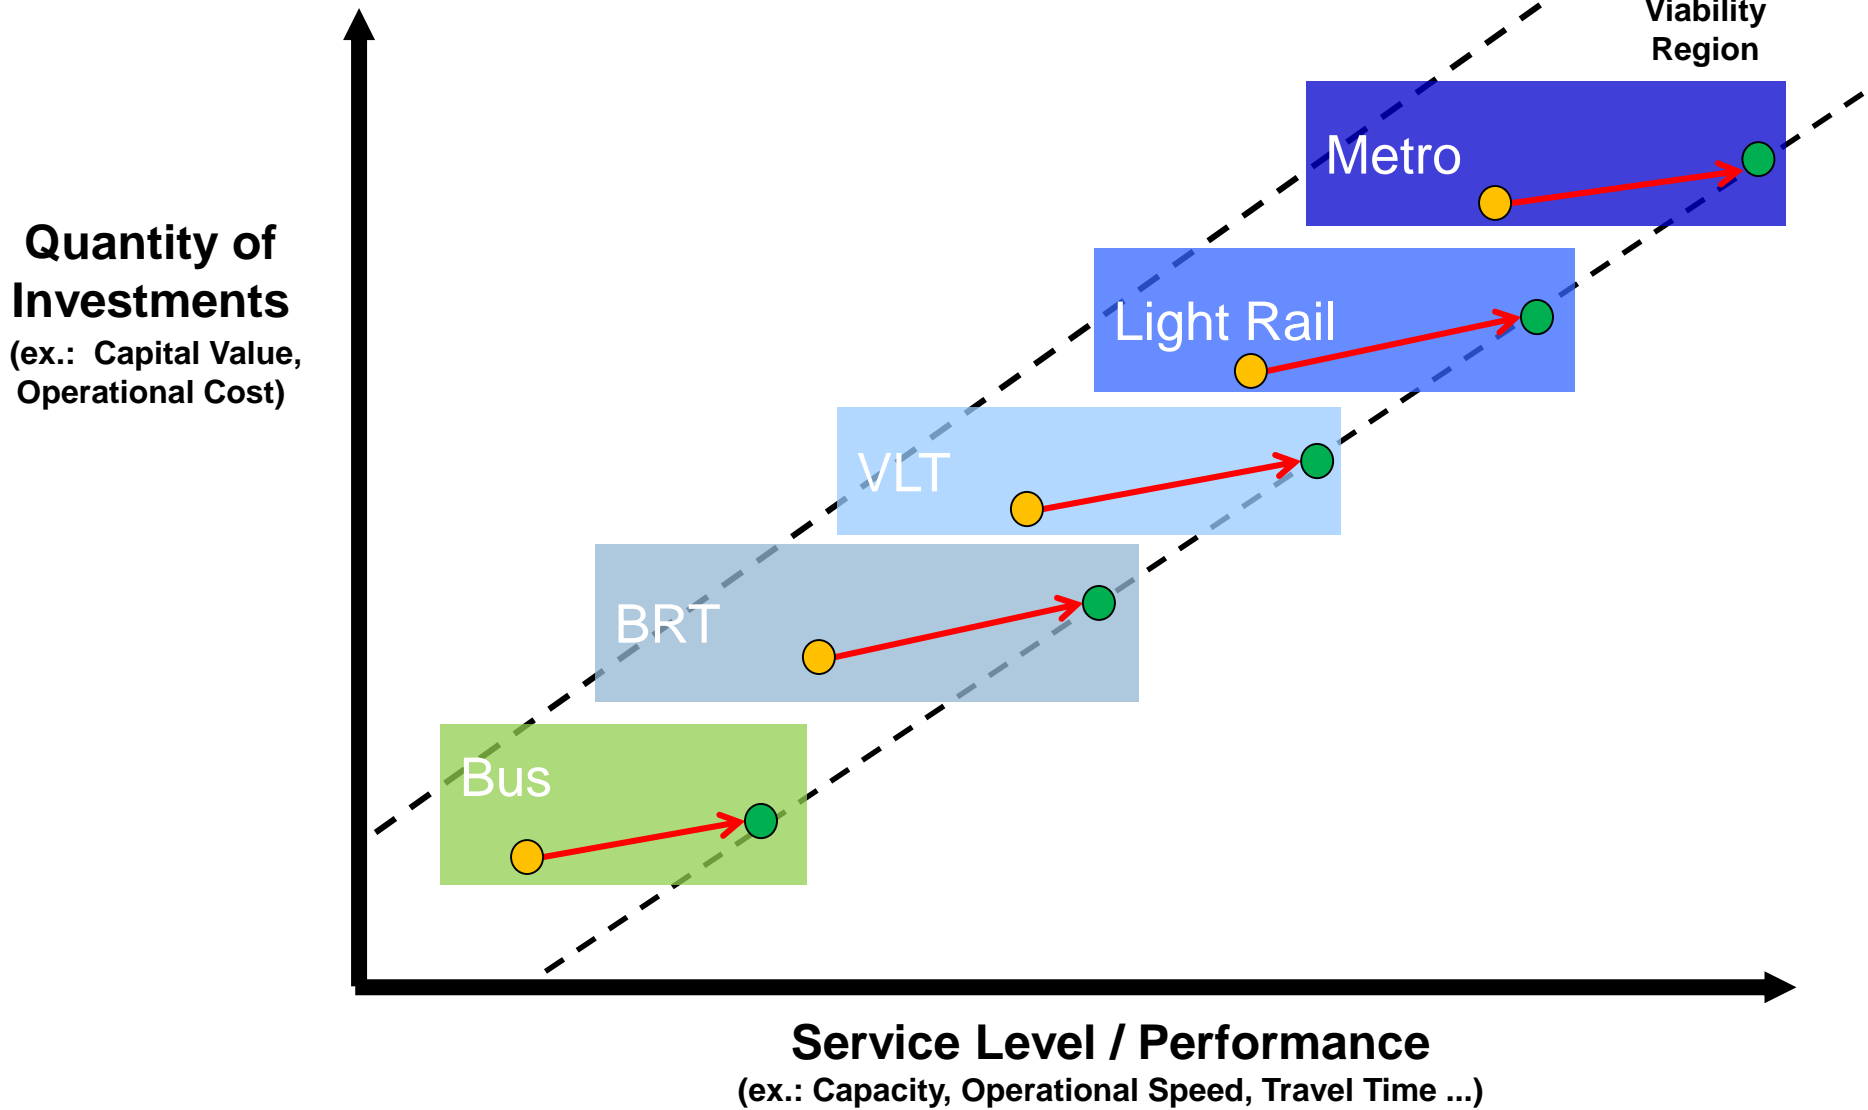 Viability
Region
Metro
Quantity of
Investments
(ex.: Capital Value,
Operational Cost)
Light Rail
VLT
BRT
Bus
Service Level / Performance
(ex.: Capacity, Operational Speed, Travel Time ...)